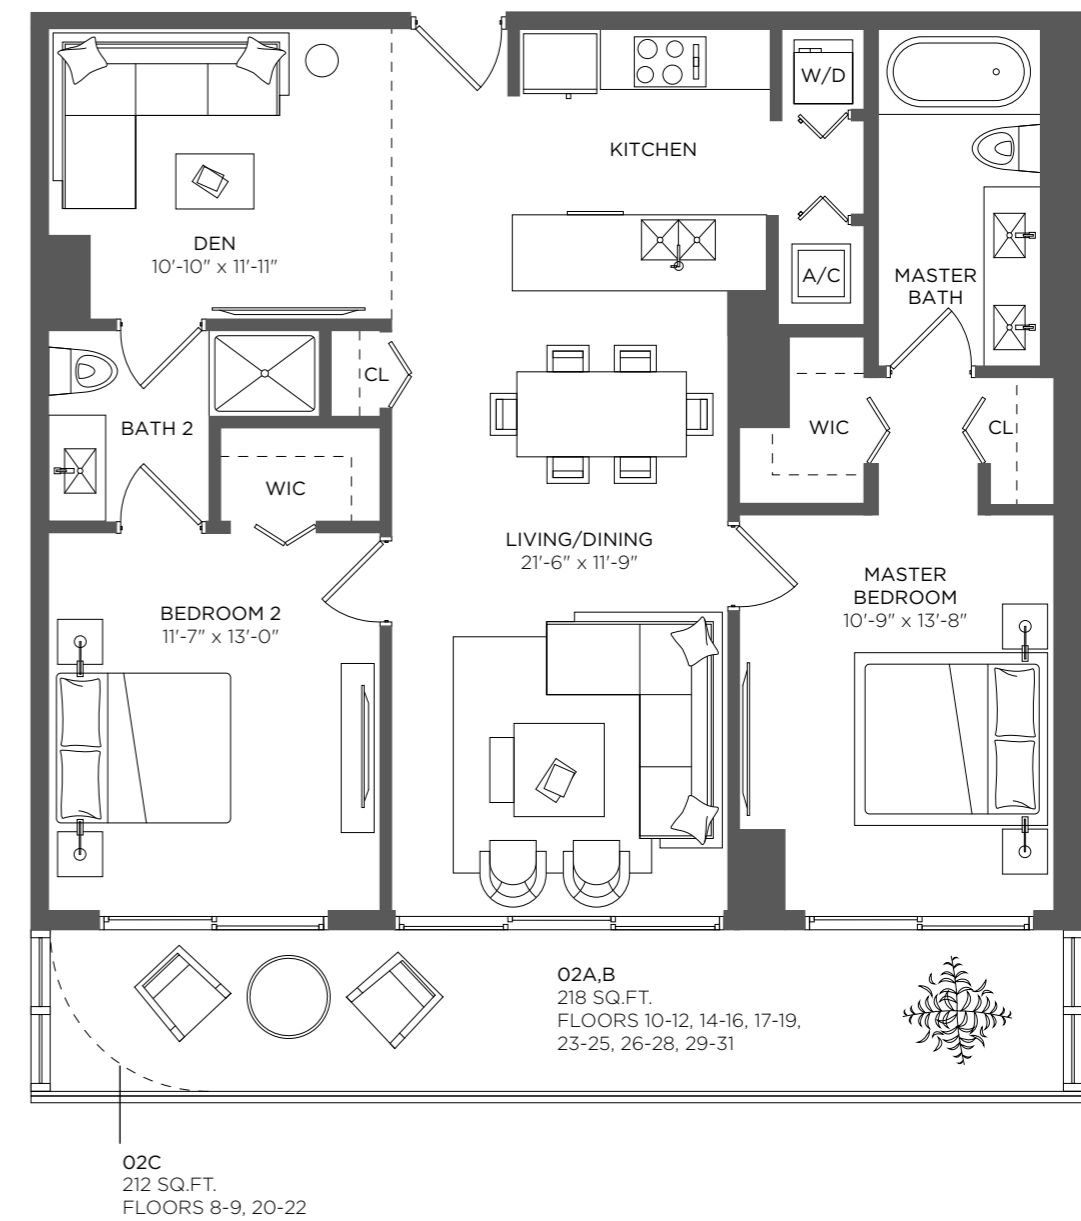 W/D
KITCHEN
DEN
10'-10" x 11'-11"
A/C
MASTER
BATH
CL
BATH 2
WIC
CL
WIC
LIVING/DINING
21'-6" x 11'-9"
MASTER
BEDROOM
10'-9" x 13'-8"
BEDROOM 2
11'-7" x 13'-0"
02A,B
218 SQ.FT.
FLOORS 10-12, 14-16, 17-19,
23-25, 26-28, 29-31
02C
212 SQ.FT.
FLOORS 8-9, 20-22